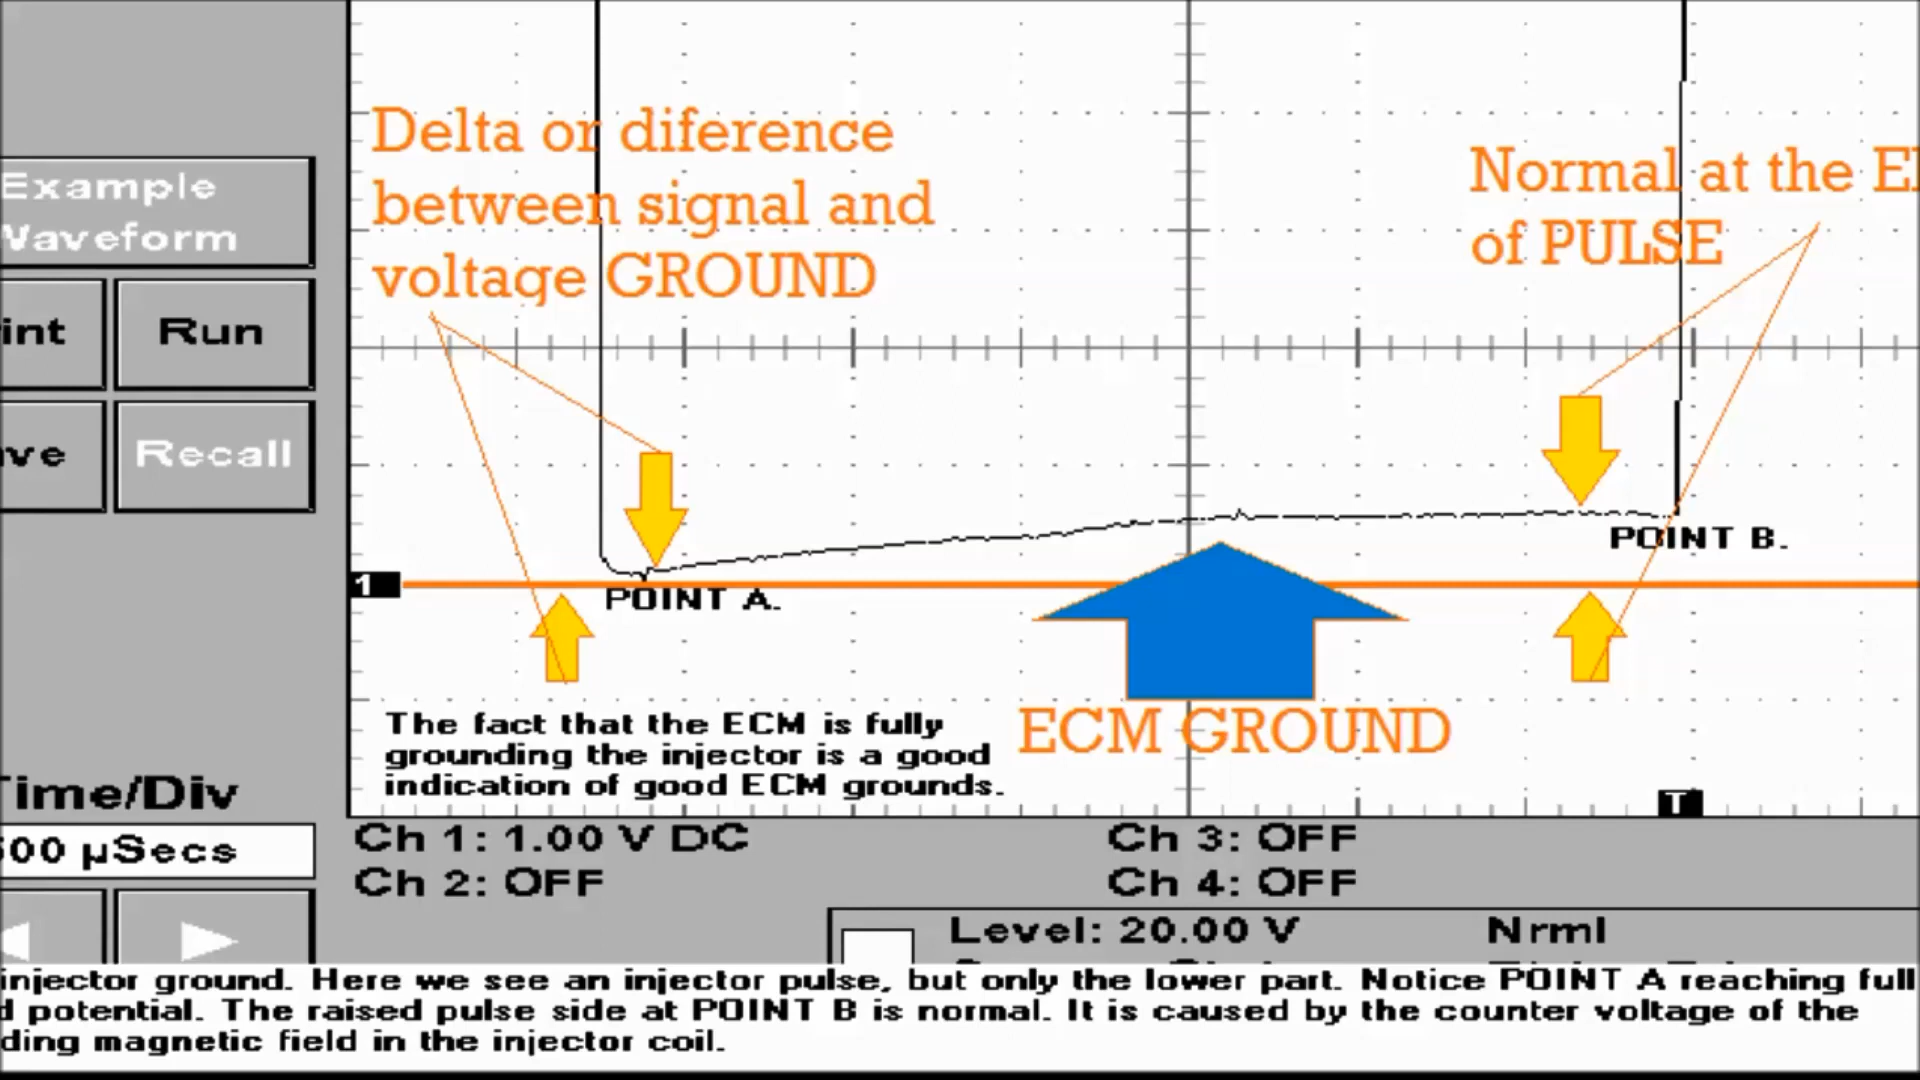 Delta or diference
between signal and
voltage GROUND
Normal at the
of PULSE
Example
Waveform
Run
Recall
POINT B.
1
POINT A.
The fact that the ECM is fully
grounding the injector is a good
indication of good ECM grounds.
ECM GROUND
T
Time/Div
500 µSecs
Ch 1: 1.00 V DC
Ch 2: OFF
Ch 3: OFF
Ch 4: OFF
Level: 20.00 V
Nrml
injector ground. Here we see an injector pulse, but only the lower part. Notice POINT A reaching full
potential. The raised pulse side at POINT B is normal. It is caused by the counter voltage of the
magnetic field in the injector coil.